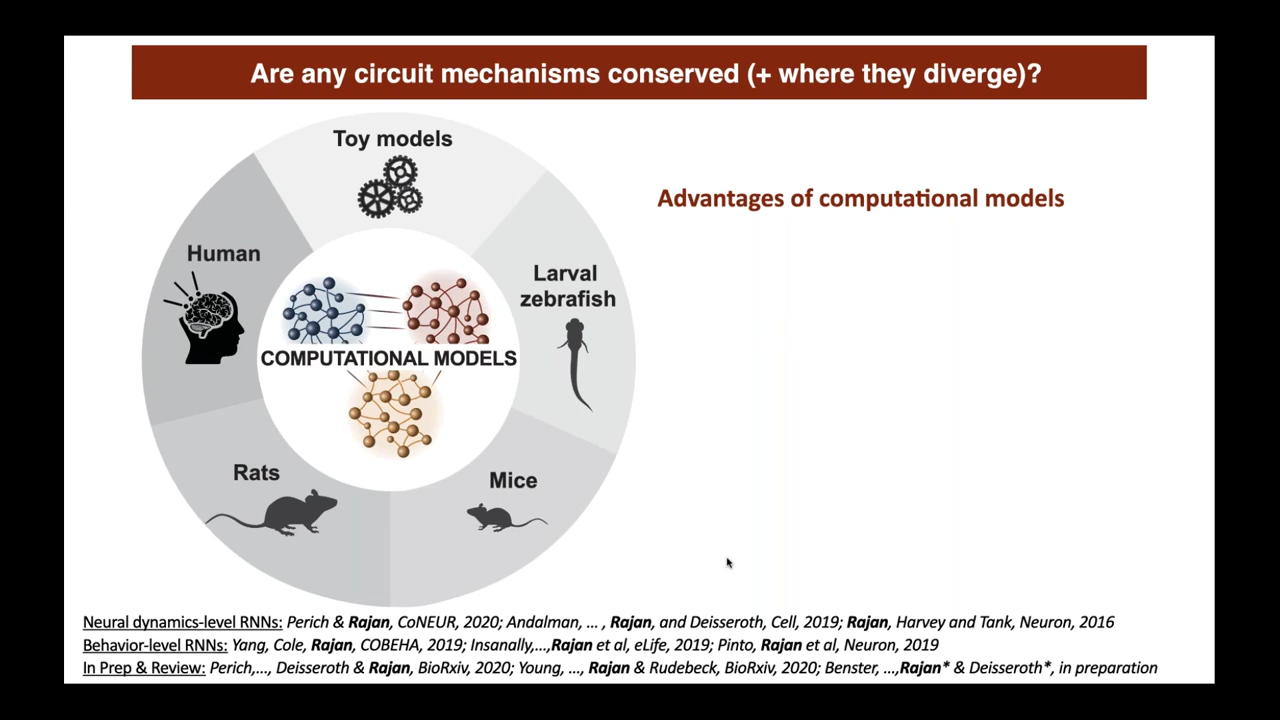 Are any circuit mechanisms conserved (+ where they diverge)?
Toy models
Advantages of computational models
Human
Larval
zebrafish
COMPUTATIONAL MODELS
Rats
Mice
Neural dynamics-level RNNs: Perich & Rajan, CoNEUR, 2020; Andalman, ... , Rajan, and Deisseroth, Cell, 2019; Rajan, Harvey and Tank, Neuron, 2016
Behavior-level RNNs: Yang, Cole, Rajan, COBEHA, 2019; Insanally,...,Rajan et al, eLife, 2019; Pinto, Rajan et al, Neuron, 2019
In Prep & Review: Perich,..., Deisseroth & Rajan, BioRxiv, 2020; Young, ..., Rajan & Rudebeck, BioRxiv, 2020; Benster, ...,Rajan* & Deisseroth*, in preparation